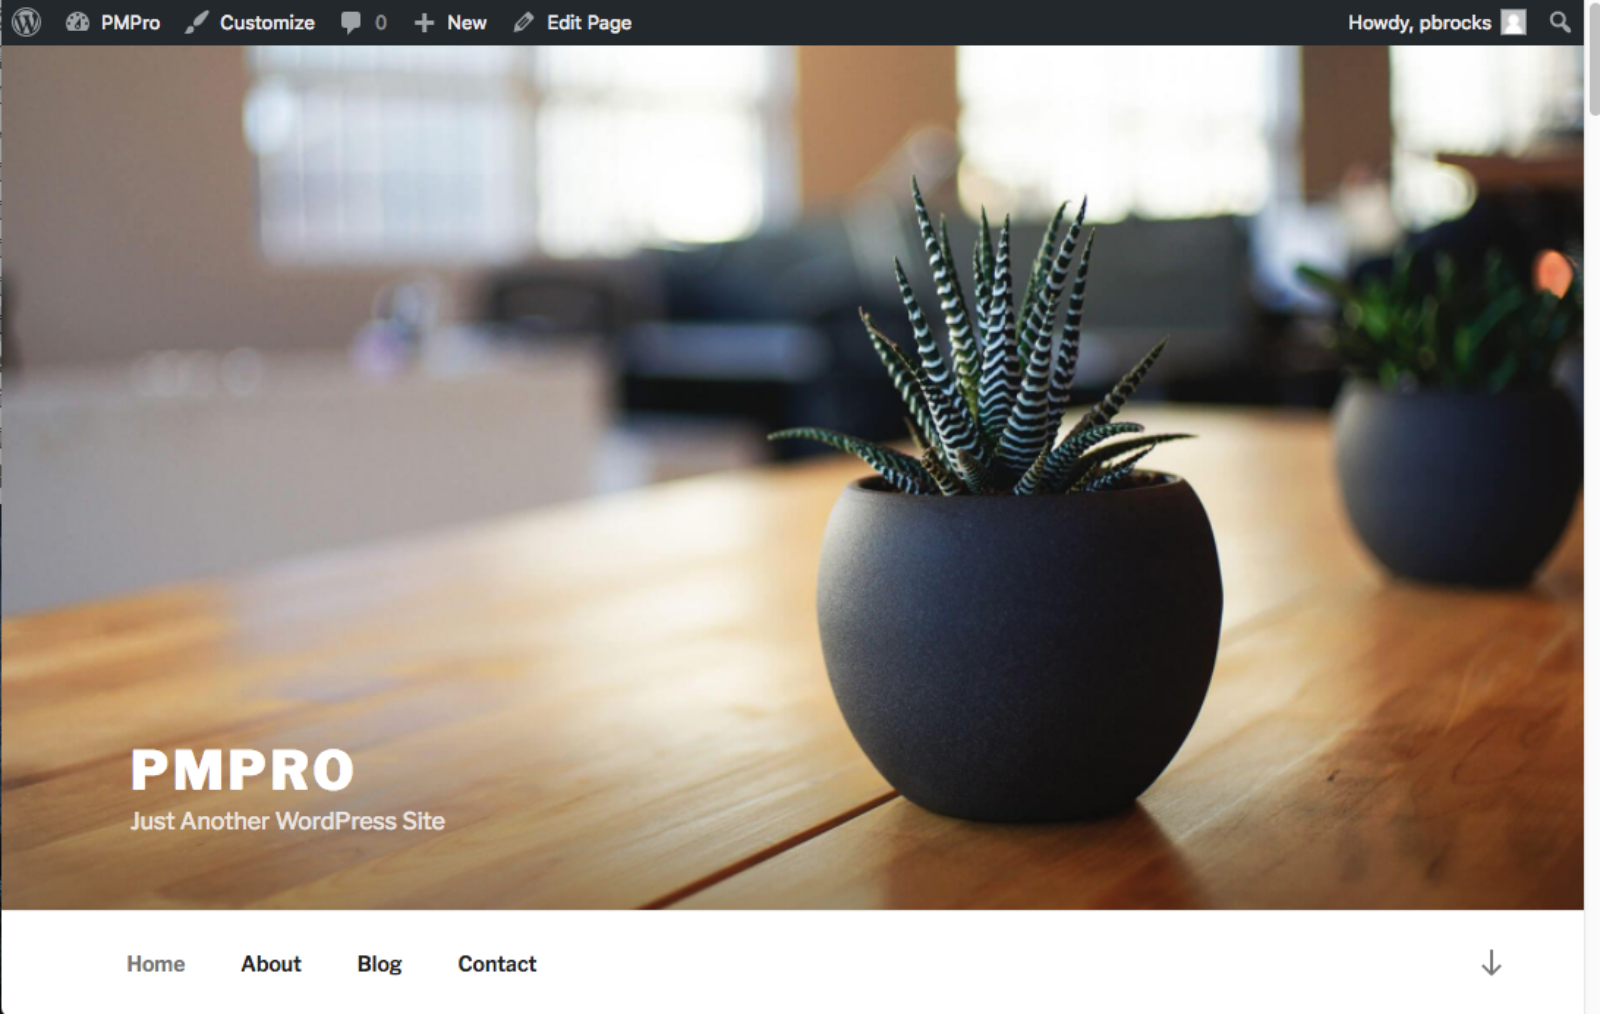 PMPro Customize 0 New Edit Page Howdy, pbrocks
PMPRO
Just Another WordPress Site
Home About Blog Contact